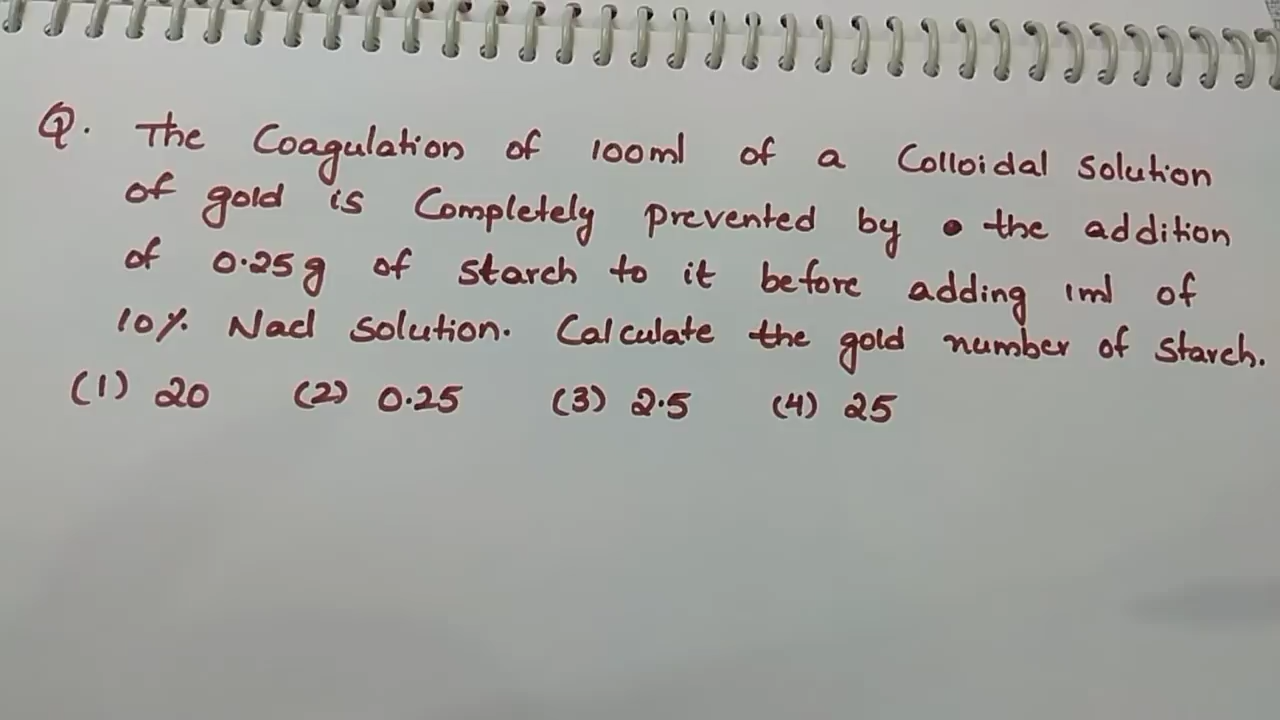 Q. The Coagulation of 100ml of a Colloidal solution
of gold is Completely prevented by the addition
of 0.25g of starch to it before adding 1ml of
10% Nacl solution. Calculate the gold number of starch.
(1) 20 (2) 0.25 (3) 2.5 (4) 25